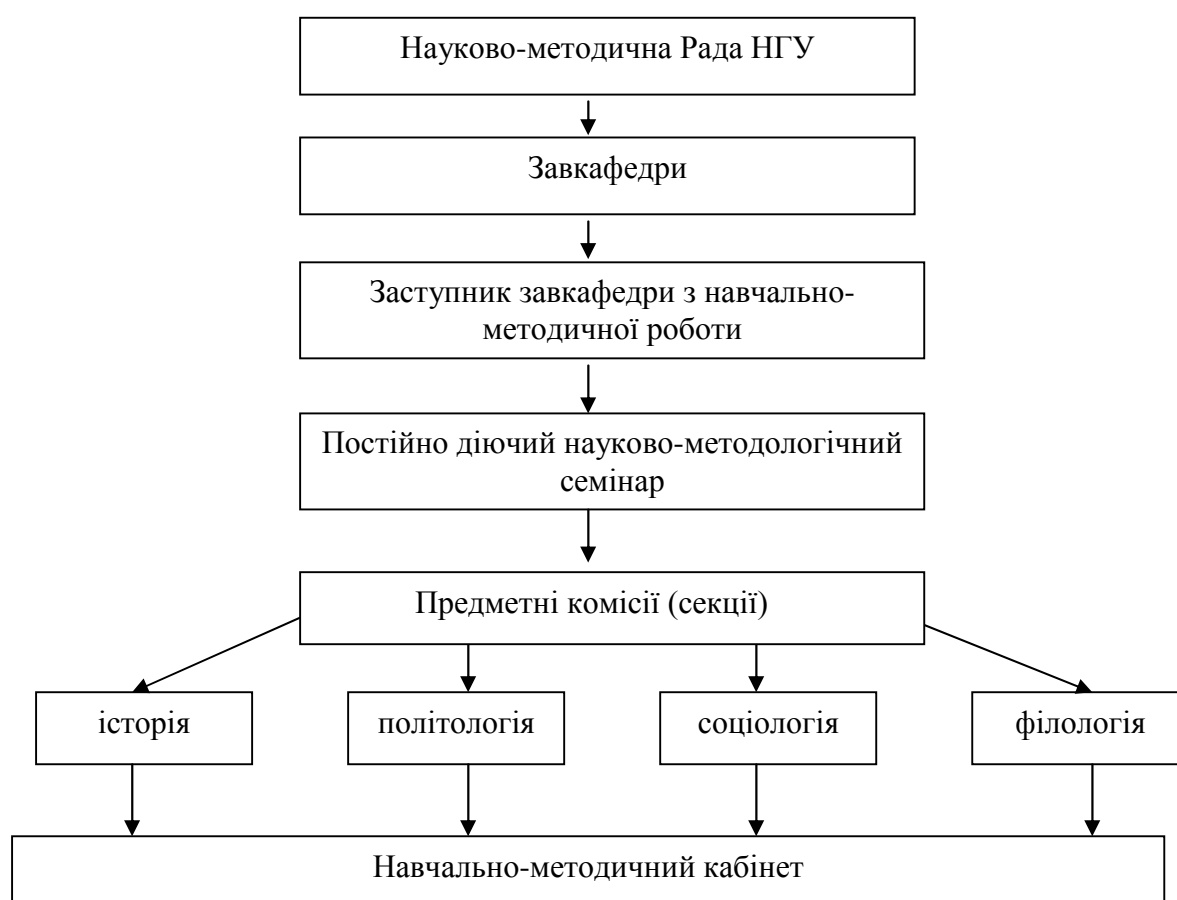 Науково-методична Рада НГУ
Завкафедри
Заступник завкафедри з навчально-
методичної роботи
Постійно діючий науково-методологічний
семінар
Предметні комісії (секції)
історія
політологія
соціологія
філологія
Навчально-методичний кабінет